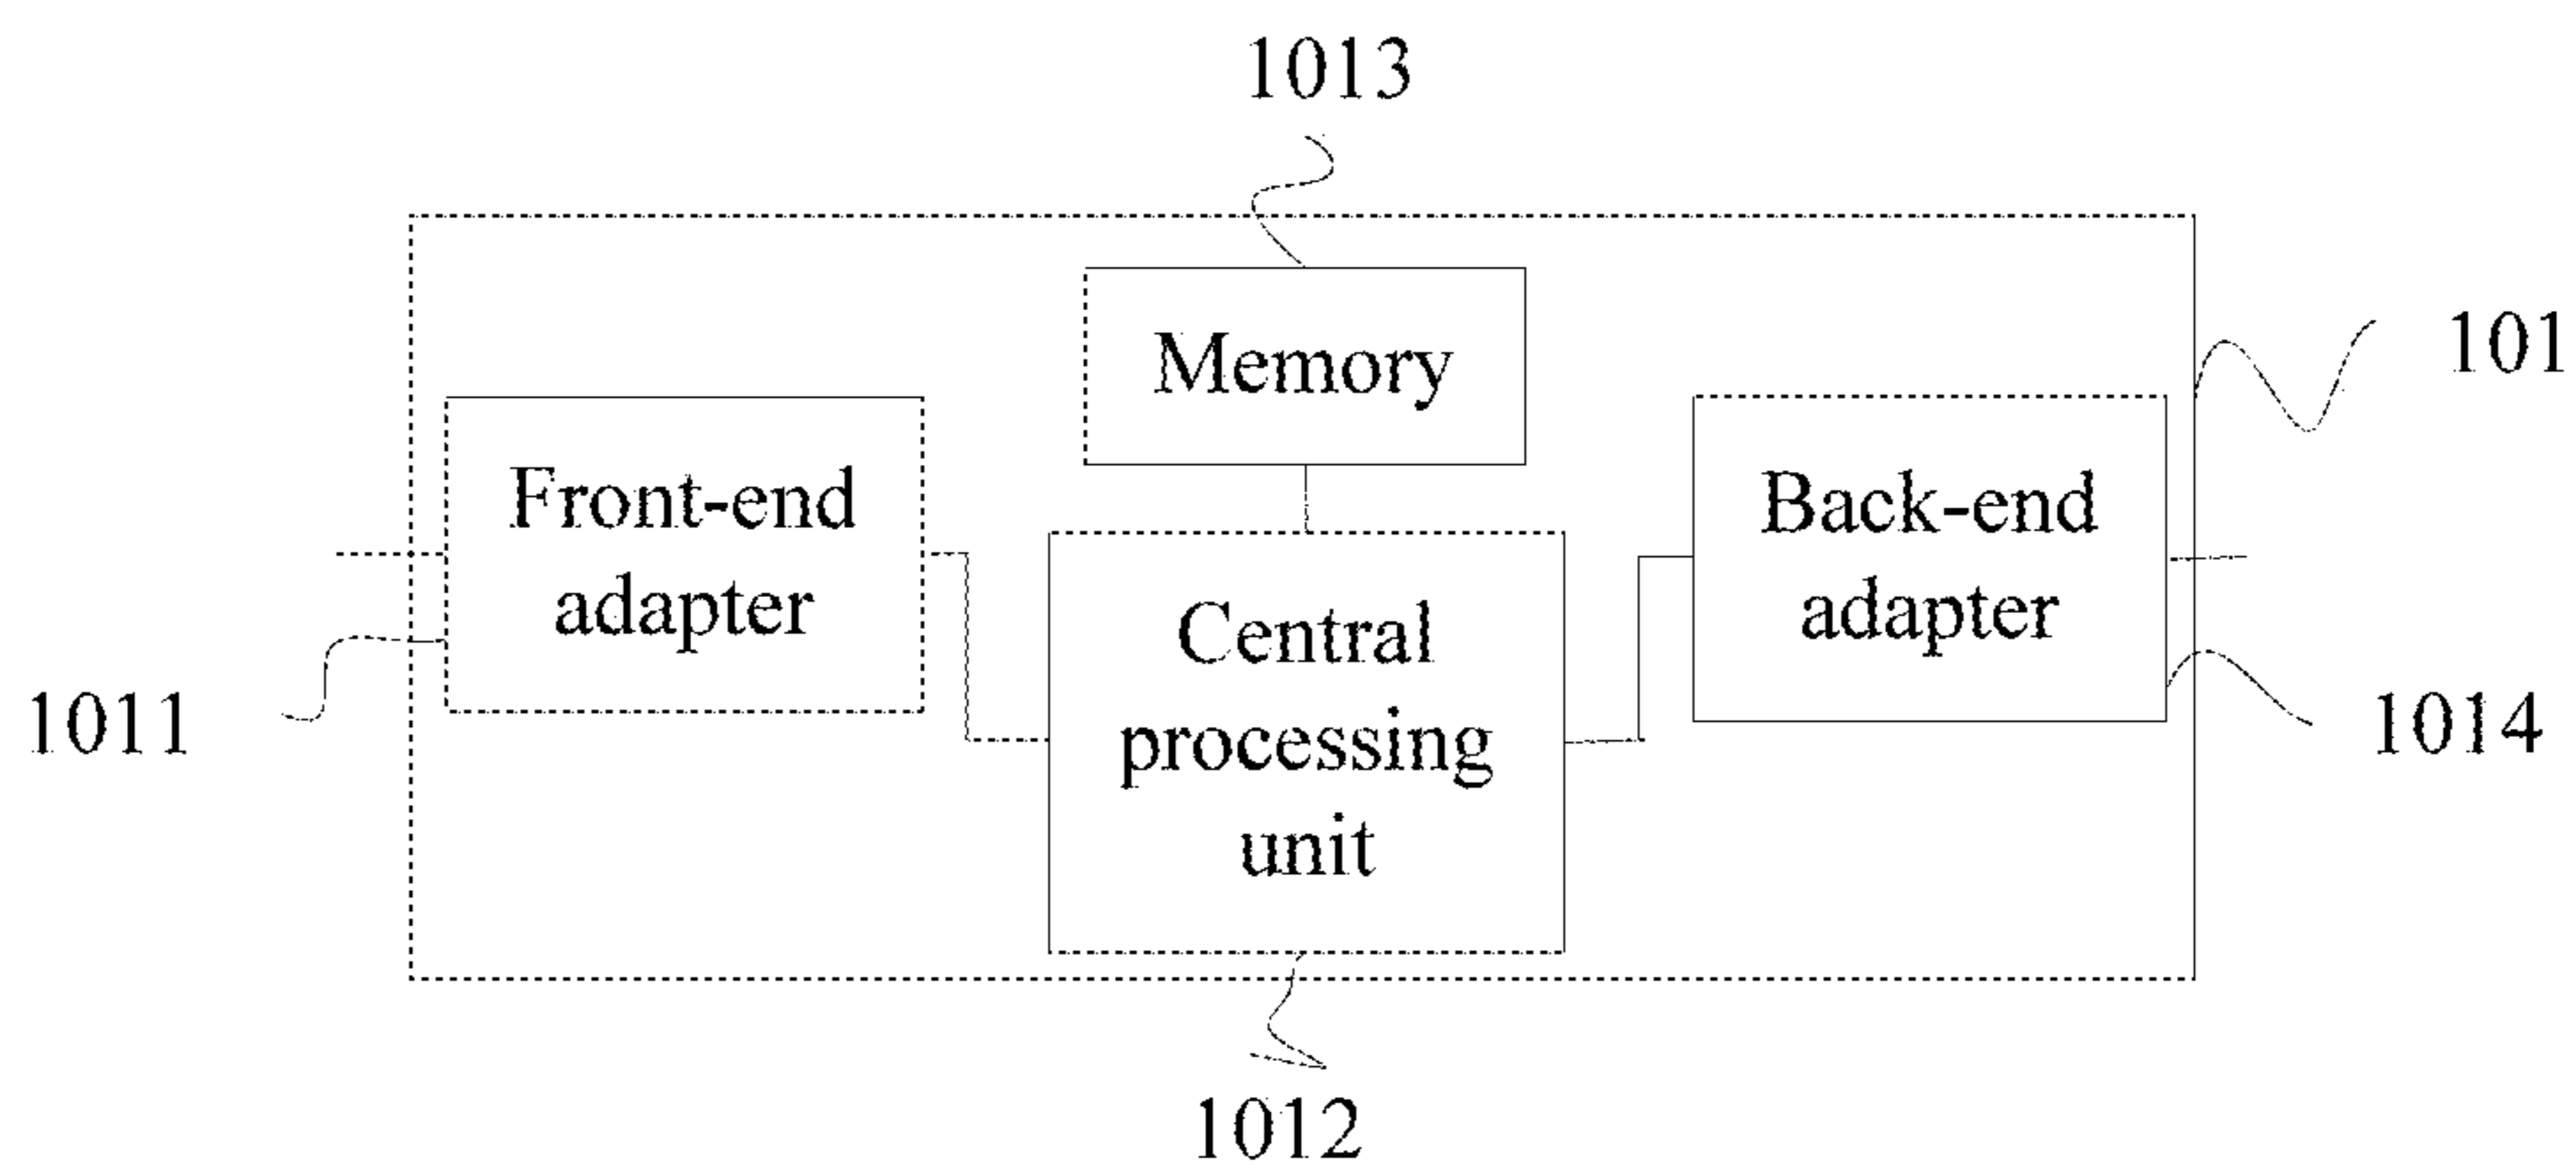 1013
Memory
101
Front-end
adapter
Back-end
adapter
Central
processing
unit
1011
1014
1012